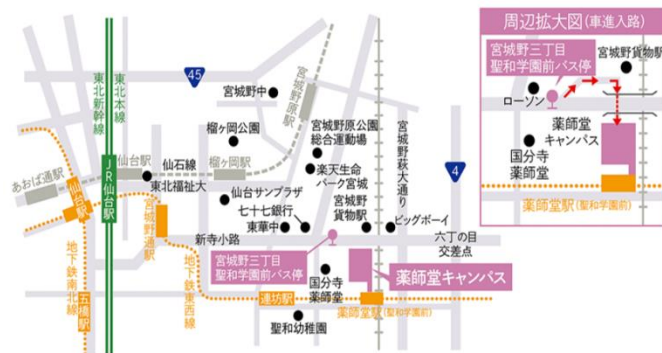 周辺拡大図(車進入路)
宮城野三丁目
聖和学園前バス停
宮城野貨物駅
ローソン
薬師堂
キャンパス
国分寺
薬師堂
薬師堂駅(聖和学園前)
45
宮城野中
宮城野原駅
東北新幹線
東北本線
榴ヶ岡公園
宮城野原公園
総合運動場
宮城野萩大通り
4
仙台駅
仙石線
榴ヶ岡駅
楽天生命
パーク宮城
あおば通駅
仙台駅
JR仙台駅
東北福祉大
宮城野通駅
仙台サンプラザ
七十七銀行
東華中
宮城野
貨物駅
ビッグボーイ
新寺小路
六丁の目
交差点
地下鉄南北線
地下鉄東西線
宮城野三丁目
聖和学園前バス停
国分寺
薬師堂
薬師堂キャンパス
五橋駅
連坊駅
薬師堂駅(聖和学園前)
聖和幼稚園